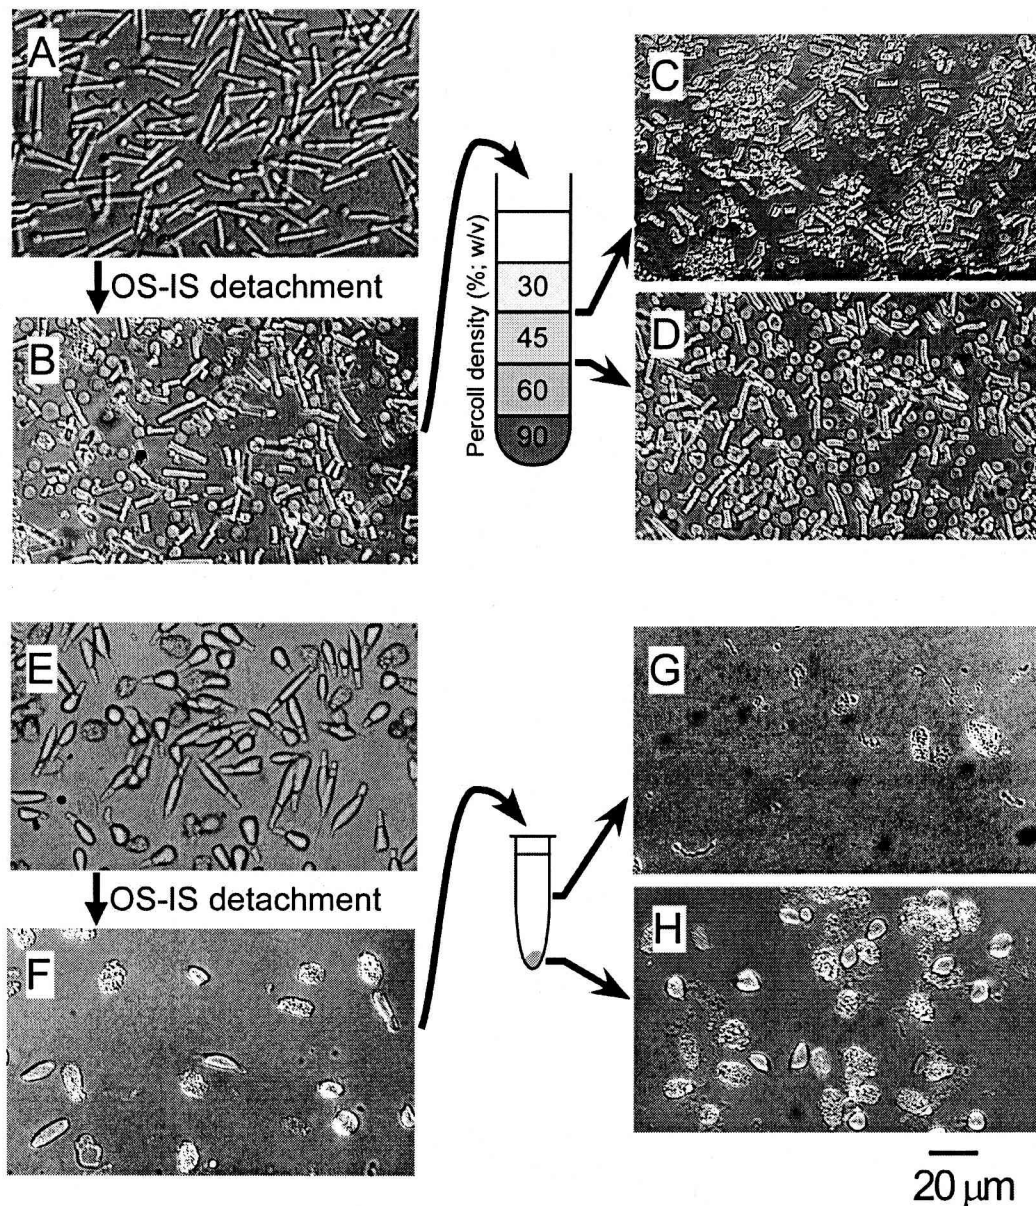 A
C
OS-IS detachment
B
Percoll density (%; w/v)
30
45
60
90
D
E
G
OS-IS detachment
F
H
20 μm